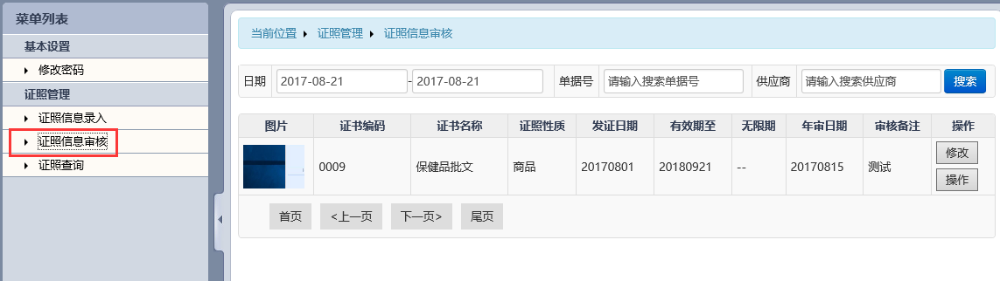 菜单列表
基本设置
修改密码
证照管理
证照信息录入
证照信息审核
证照查询
当前位置 证照管理 证照信息审核
日期 2017-08-21-2017-08-21 单据号 请输入搜索单据号 供应商 请输入搜索供应商 搜索
图片 证书编码 证书名称 证照性质 发证日期 有效期至 无限期 年审日期 审核备注 操作
0009 保健品批文 商品 20170801 20180921 -- 20170815 测试 修改
操作
首页 <上一页 下一页> 尾页